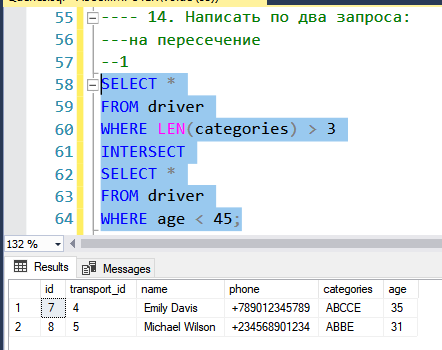 55 ---- 14. Написать по два запроса:
56 ---на пересечение
57 --1
58 SELECT *
59 FROM driver
60 WHERE LEN(categories) > 3
61 INTERSECT
62 SELECT *
63 FROM driver
64 WHERE age < 45;
132 %
Results Messages
id transport_id name phone categories age
1 7 4 Emily Davis +789012345789 ABCCE 35
2 8 5 Michael Wilson +234568901234 ABBE 31